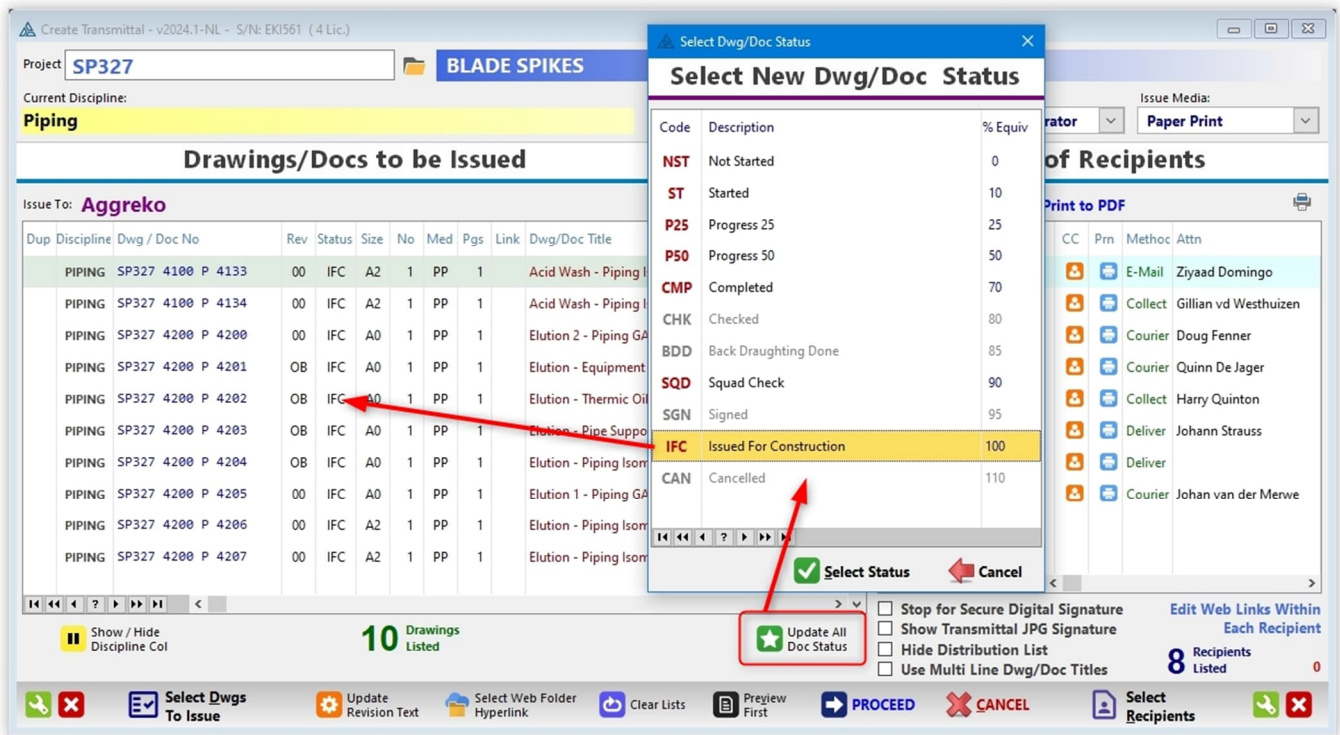 Create Transmittal - v2024.1-NL - S/N: EKI561 ( 4 Lic.)
Project SP327 BLADE SPIKES
Current Discipline:
Piping
rator
Issue Media:
Paper Print
Drawings/Docs to be Issued
of Recipients
Issue To: Aggreko
Print to PDF
Dup Discipline Dwg / Doc No Rev Status Size No Med Pgs Link Dwg/Doc Title
PIPING SP327 4100 P 4133 00 IFC A2 1 PP 1 Acid Wash - Piping I
PIPING SP327 4100 P 4134 00 IFC A2 1 PP 1 Acid Wash - Piping I
PIPING SP327 4200 P 4200 00 IFC A0 1 PP 1 Elution 2 - Piping GA
PIPING SP327 4200 P 4201 OB IFC A0 1 PP 1 Elution - Equipment
PIPING SP327 4200 P 4202 OB IFC A0 1 PP 1 Elution - Thermic Oil
PIPING SP327 4200 P 4203 OB IFC A0 1 PP 1 Elution - Pipe Suppo
PIPING SP327 4200 P 4204 OB IFC A0 1 PP 1 Elution - Piping Isom
PIPING SP327 4200 P 4205 00 IFC A0 1 PP 1 Elution 1 - Piping GA
PIPING SP327 4200 P 4206 00 IFC A2 1 PP 1 Elution - Piping Isom
PIPING SP327 4200 P 4207 00 IFC A2 1 PP 1 Elution - Piping Isom
Select Dwg/Doc Status
Select New Dwg/Doc Status
Code Description % Equiv
NST Not Started 0
ST Started 10
P25 Progress 25 25
P50 Progress 50 50
CMP Completed 70
CHK Checked 80
BDD Back Draughting Done 85
SQD Squad Check 90
SGN Signed 95
IFC Issued For Construction 100
CAN Cancelled 110
?
Select Status
Cancel
CC Prn Method Attn
E-Mail Ziyaad Domingo
Collect Gillian vd Westhuizen
Courier Doug Fenner
Courier Quinn De Jager
Collect Harry Quinton
Deliver Johann Strauss
Deliver
Courier Johan van der Merwe
?
Show / Hide
Discipline Col
10 Drawings
Listed
Update All
Doc Status
Stop for Secure Digital Signature
Show Transmittal JPG Signature
Hide Distribution List
Use Multi Line Dwg/Doc Titles
Edit Web Links Within
Each Recipient
8 Recipients
Listed
0
Select Dwgs
To Issue
Update
Revision Text
Select Web Folder
Hyperlink
Clear Lists
Preview
First
PROCEED
CANCEL
Select
Recipients